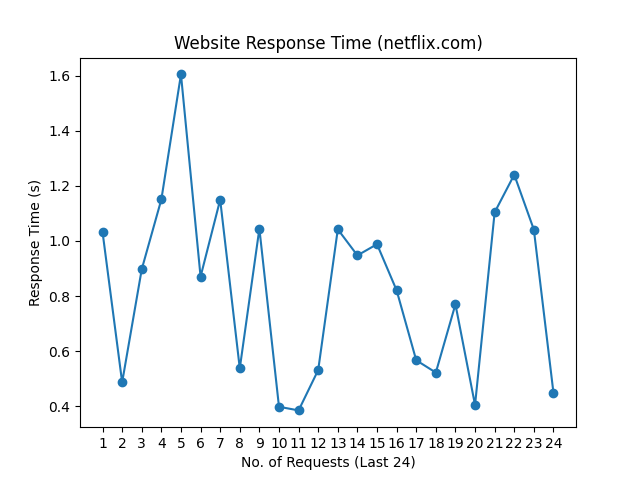 Website Response Time (netflix.com)
1.6
1.4
1.2
1.0
0.8
0.6
0.4
Response Time (s)
1 2 3 4 5 6 7 8 9 10 11 12 13 14 15 16 17 18 19 20 21 22 23 24
No. of Requests (Last 24)